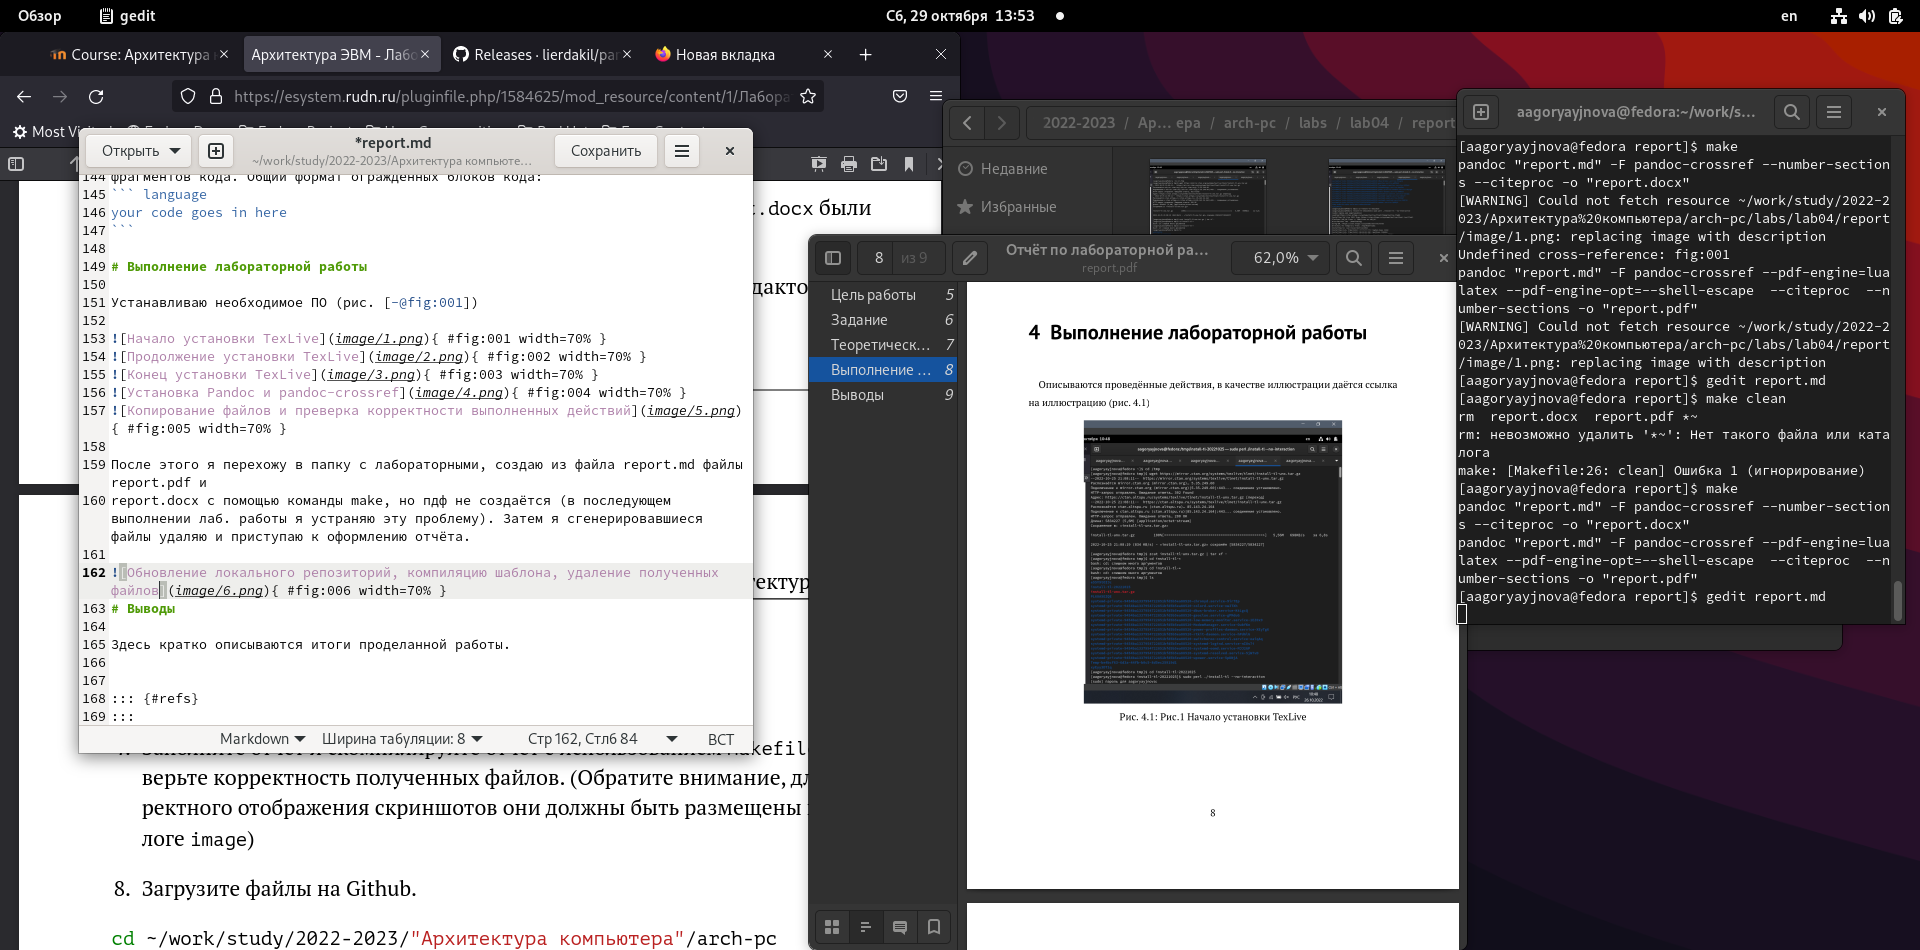 Обзор
gedit
Сб, 29 октября 13:53
en
Course: Архитектура
Архитектура ЭВМ - Лабо
Releases · lierdakil/pan
Новая вкладка
https://esystem.rudn.ru/pluginfile.php/1584625/mod_resource/content/1/Лабора
Открыть
*report.md
~/work/study/2022-2023/Архитектура компьюте…
Сохранить
144 фрагментов кода. Общий формат огражденных блоков кода:
145 ``` language
146 your code goes in here
147 ```
148
149 # Выполнение лабораторной работы
150
151 Устанавливаю необходимое ПО (рис. [-@fig:001])
152
153 ![Начало установки TexLive](image/1.png){ #fig:001 width=70% }
154 ![Продолжение установки TexLive](image/2.png){ #fig:002 width=70% }
155 ![Конец установки TexLive](image/3.png){ #fig:003 width=70% }
156 ![Установка Pandoc и pandoc-crossref](image/4.png){ #fig:004 width=70% }
157 ![Копирование файлов и преверка корректности выполненных действий](image/5.png)
{ #fig:005 width=70% }
158
159 После этого я перехожу в папку с лабораторными, создаю из файла report.md файлы
report.pdf и
160 report.docx с помощью команды make, но пдф не создаётся (в последующем
выполнении лаб. работы я устраняю эту проблему). Затем я сгенерировавшиеся
файлы удаляю и приступаю к оформлению отчёта.
161
162 ![Обновление локального репозиторий, компиляцию шаблона, удаление полученных
файлов](image/6.png){ #fig:006 width=70% }
163 # Выводы
164
165 Здесь кратко описываются итоги проделанной работы.
166
167
168 ::: {#refs}
169 :::
Markdown
Ширина табуляции: 8
Стр 162, Стлб 84
ВСТ
.docx были
верьте корректность полученных файлов. (Обратите внимание, дл
ректного отображения скриншотов они должны быть размещены
логе image)
8. Загрузите файлы на Github.
cd ~/work/study/2022-2023/"Архитектура компьютера"/arch-pc
2022-2023 / Ар… ера / arch-pc / labs / lab04 / report
Недавние
Избранные
8 из 9
Отчёт по лабораторной ра…
report.pdf
62,0%
Цель работы 5
Задание 6
Теоретическ… 7
Выполнение … 8
Выводы 9
4 Выполнение лабораторной работы
Описываются проведённые действия, в качестве иллюстрации даётся ссылка
на иллюстрацию (рис. 4.1)
Рис. 4.1: Рис.1 Начало установки TexLive
8
aagoryayjnova@fedora:~/work/s…
[aagoryayjnova@fedora report]$ make
pandoc "report.md" -F pandoc-crossref --number-section
s --citeproc -o "report.docx"
[WARNING] Could not fetch resource ~/work/study/2022-2
023/Архитектура%20компьютера/arch-pc/labs/lab04/report
/image/1.png: replacing image with description
Undefined cross-reference: fig:001
pandoc "report.md" -F pandoc-crossref --pdf-engine=lua
latex --pdf-engine-opt=--shell-escape --citeproc --n
umber-sections -o "report.pdf"
[WARNING] Could not fetch resource ~/work/study/2022-2
023/Архитектура%20компьютера/arch-pc/labs/lab04/report
/image/1.png: replacing image with description
[aagoryayjnova@fedora report]$ gedit report.md
[aagoryayjnova@fedora report]$ make clean
rm report.docx report.pdf *~
rm: невозможно удалить '*~': Нет такого файла или ката
лога
make: [Makefile:26: clean] Ошибка 1 (игнорирование)
[aagoryayjnova@fedora report]$ make
pandoc "report.md" -F pandoc-crossref --number-section
s --citeproc -o "report.docx"
pandoc "report.md" -F pandoc-crossref --pdf-engine=lua
latex --pdf-engine-opt=--shell-escape --citeproc --n
umber-sections -o "report.pdf"
[aagoryayjnova@fedora report]$ gedit report.md